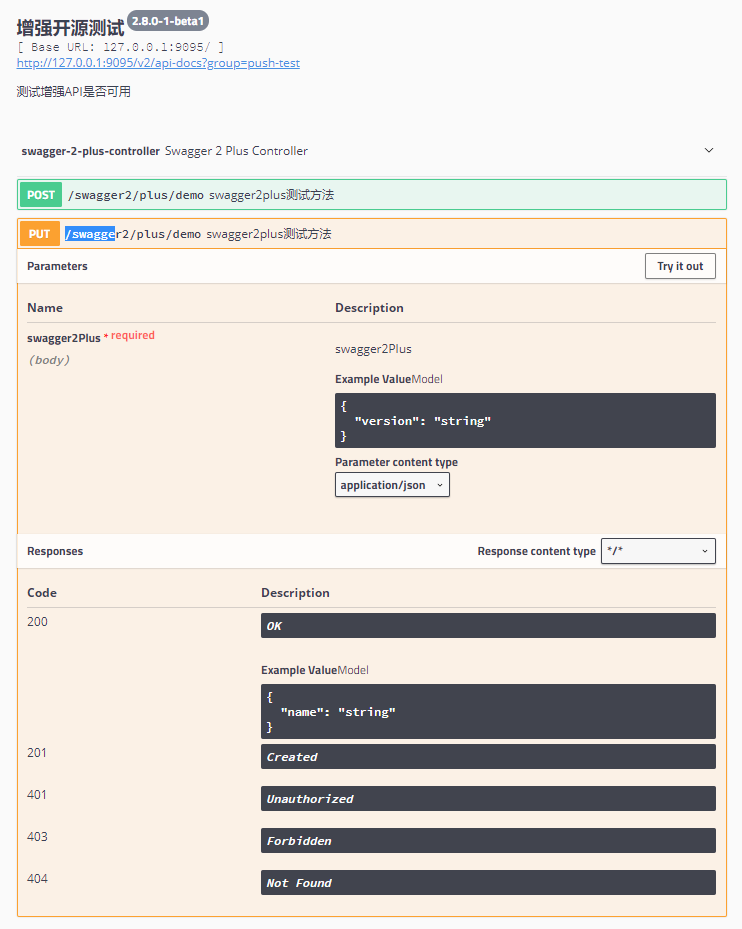 增强开源测试 2.8.0-1-beta1
[ Base URL: 127.0.0.1:9095/ ]
http://127.0.0.1:9095/v2/api-docs?group=push-test
测试增强API是否可用
swagger-2-plus-controller Swagger 2 Plus Controller
POST /swagger2/plus/demo swagger2plus测试方法
PUT /swagger2/plus/demo swagger2plus测试方法
Parameters Try it out
Name Description
swagger2Plus * required
(body)
swagger2Plus
Example Value Model
{
"version": "string"
}
Parameter content type
application/json
Responses Response content type */*
Code Description
200 OK
Example Value Model
{
"name": "string"
}
201 Created
401 Unauthorized
403 Forbidden
404 Not Found